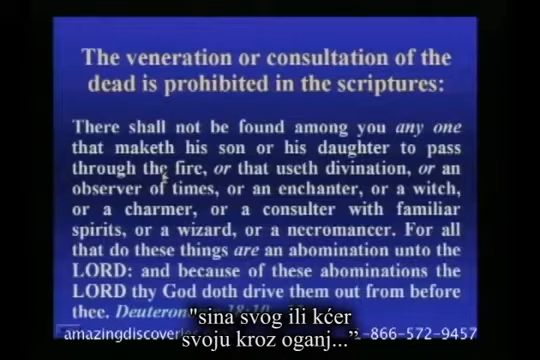 The veneration or consultation of the
dead is prohibited in the scriptures:
There shall not be found among you any one
that maketh his son or his daughter to pass
through the fire, or that useth divination, or an
observer of times, or an enchanter, or a witch,
or a charmer, or a consulter with familiar
spirits, or a wizard, or a necromancer. For all
that do these things are an abomination unto the
LORD: and because of these abominations the
LORD thy God doth drive them out from before
thee.
"sina svog ili kćer
svoju kroz oganj...”
-866-572-9457